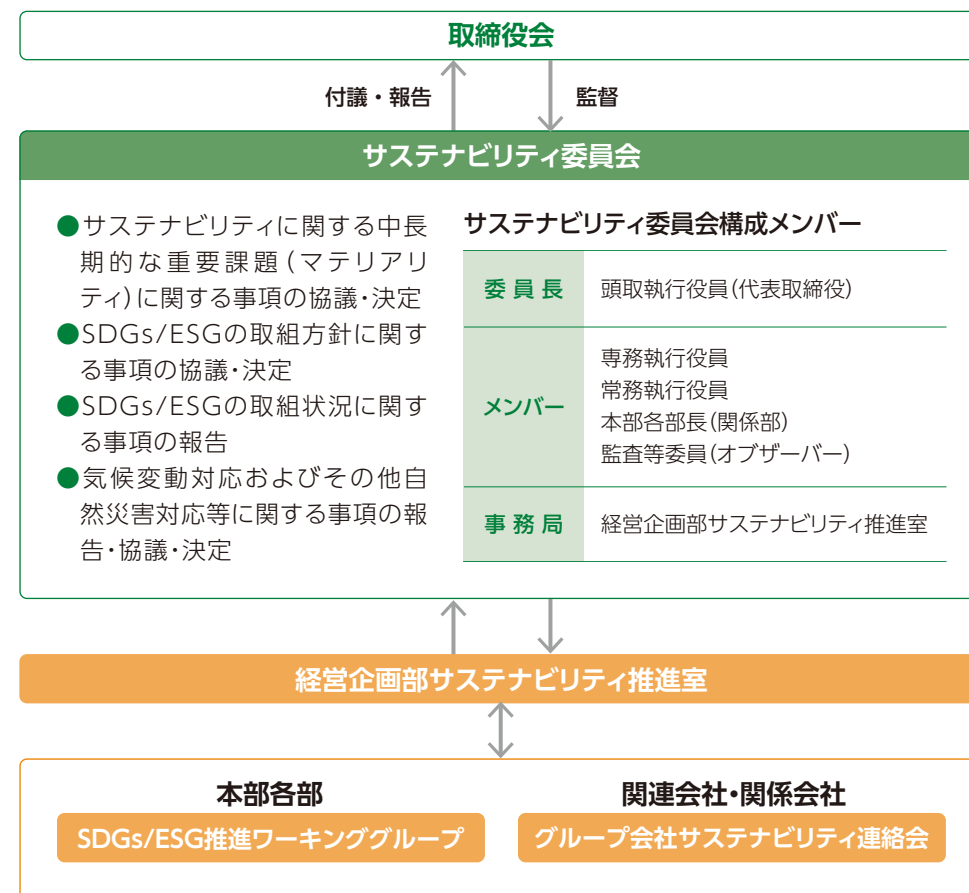 取締役会
付議・報告
監督
サステナビリティ委員会
●サステナビリティに関する中長
期的な重要課題(マテリアリ
ティ)に関する事項の協議・決定
●SDGs/ESGの取組方針に関す
る事項の協議・決定
●SDGs/ESGの取組状況に関す
る事項の報告
●気候変動対応およびその他自
然災害対応等に関する事項の報
告・協議・決定
サステナビリティ委員会構成メンバー
委員長 頭取執行役員(代表取締役)
メンバー
専務執行役員
常務執行役員
本部各部長(関係部)
監査等委員(オブザーバー)
事務局 経営企画部サステナビリティ推進室
経営企画部サステナビリティ推進室
本部各部
SDGs/ESG推進ワーキンググループ
関連会社・関係会社
グループ会社サステナビリティ連絡会